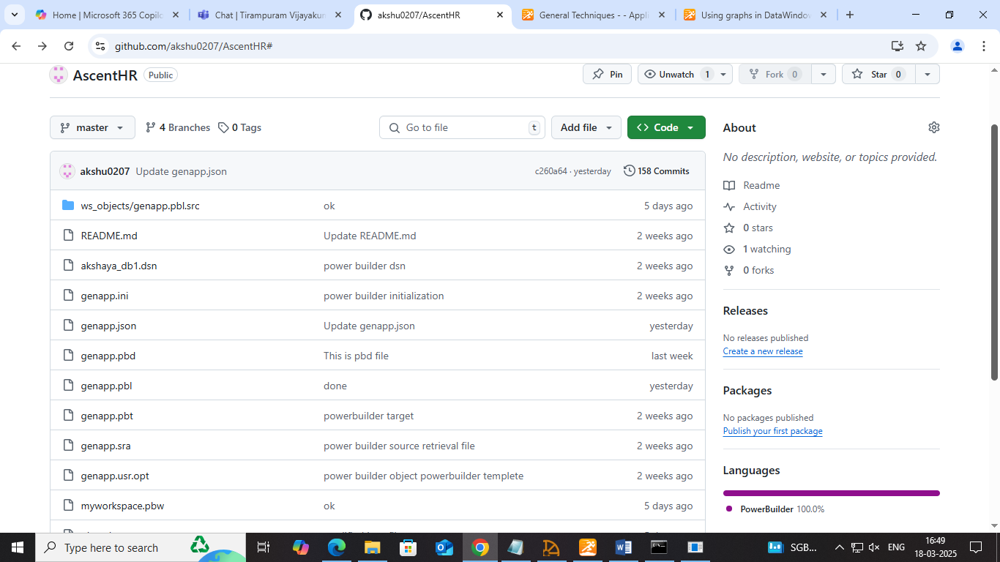 Home | Microsoft 365 Copilo
Chat | Tirampuram Vijayakun
akshu0207/AscentHR
General Techniques - - Appli
Using graphs in DataWindow
github.com/akshu0207/AscentHR#
AscentHR Public
Pin
Unwatch 1
Fork 0
Star 0
master
4 Branches
0 Tags
Go to file t
Add file
<> Code
About
No description, website, or topics provided.
akshu0207 Update genapp.json c260a64 · yesterday 158 Commits
ws_objects/genapp.pbl.src ok 5 days ago
README.md Update README.md 2 weeks ago
akshaya_db1.dsn power builder dsn 2 weeks ago
genapp.ini power builder initialization 2 weeks ago
genapp.json Update genapp.json yesterday
genapp.pbd This is pbd file last week
genapp.pbl done yesterday
genapp.pbt powerbuilder target 2 weeks ago
genapp.sra power builder source retrieval file 2 weeks ago
genapp.usr.opt power builder object powerbuilder templete 2 weeks ago
myworkspace.pbw ok 5 days ago
Readme
Activity
0 stars
1 watching
0 forks
Releases
No releases published
Create a new release
Packages
No packages published
Publish your first package
Languages
PowerBuilder 100.0%
Type here to search
SGB...
ENG
16:49
18-03-2025